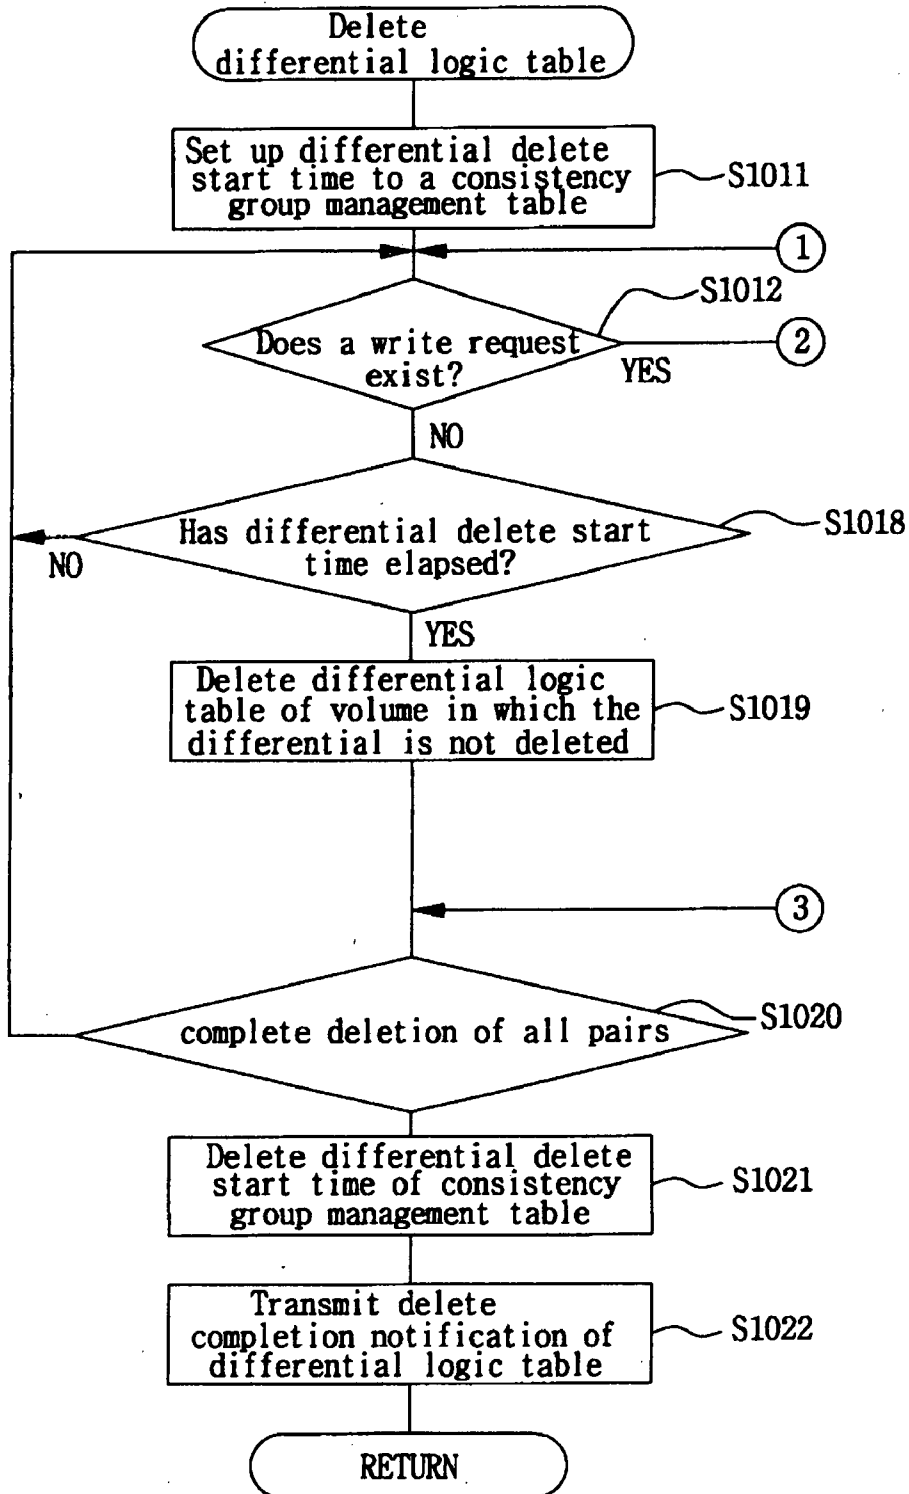 Delete
differential logic table
Set up differential delete
start time to a consistency
group management table
S1011
1
S1012
Does a write request
exist?
2
YES
NO
Has differential delete start
time elapsed?
S1018
NO
YES
Delete differential logic
table of volume in which the
differential is not deleted
S1019
3
complete deletion of all pairs
S1020
Delete differential delete
start time of consistency
group management table
S1021
Transmit delete
completion notification of
differential logic table
S1022
RETURN